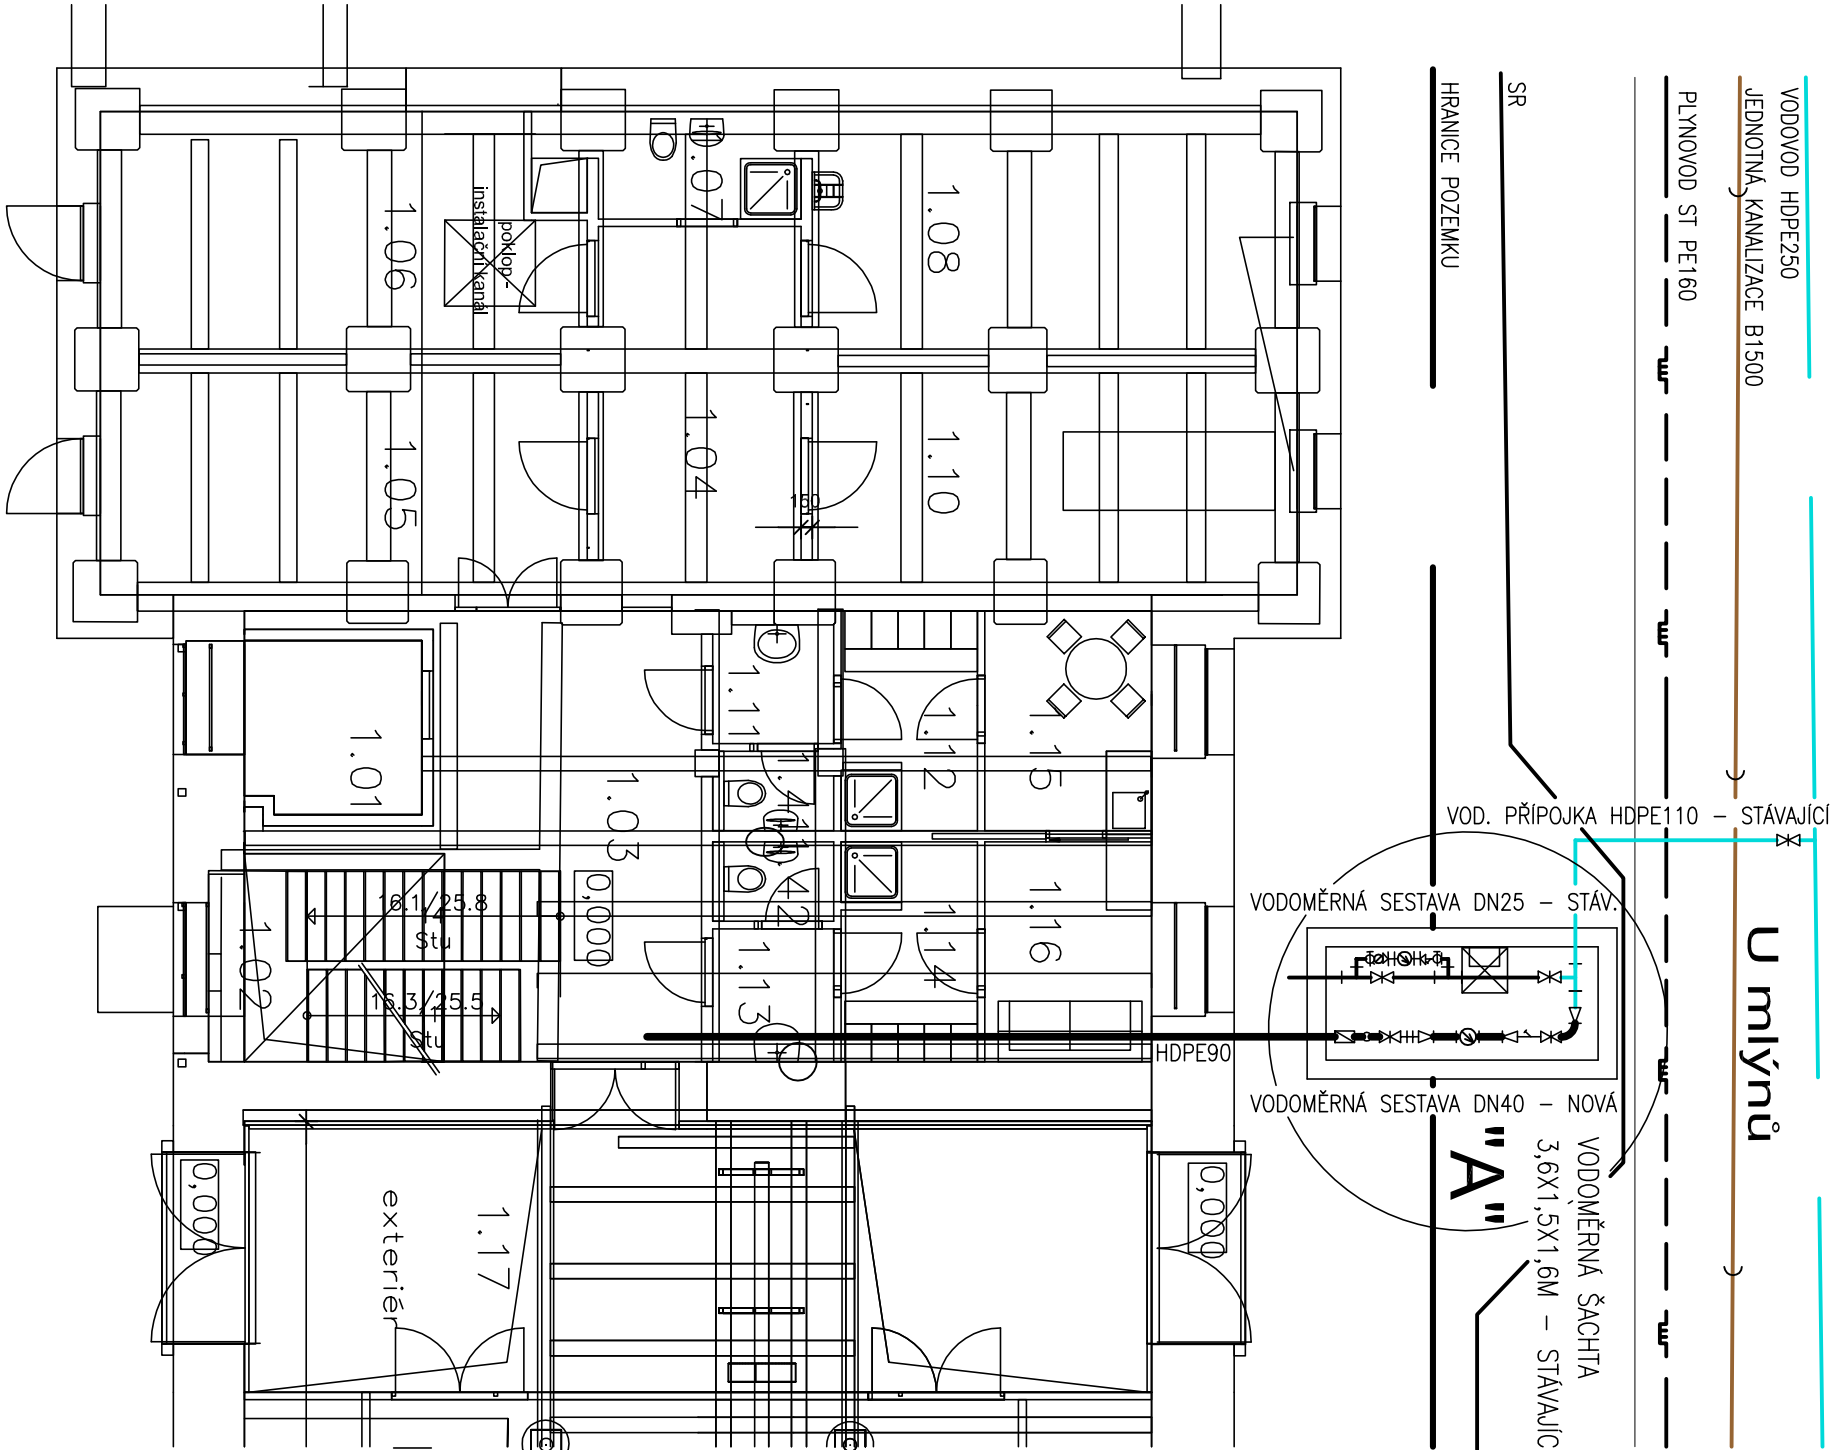 VODOVOD HDPE250
JEDNOTNÁ KANALIZACE B1500
PLYNOVOD ST PE160
SR
HRANICE POZEMKU
1.06
poklop-
instalační kanál
1.07
1.08
1.05
1.04
150
1.10
1.01
1.03
1.11
1.12
1.15
1.41
1.42
1.02
16.1/25.8
14
Stu
16.3/25.5
Stu
0,000
1.13
1.14
1.16
HDPE90
VOD. PŘÍPOJKA HDPE110 – STÁVAJÍCÍ
VODOMĚRNÁ SESTAVA DN25 – STÁV.
VODOMĚRNÁ SESTAVA DN40 – NOVÁ
U mlýnů
"A"
VODOMĚRNÁ ŠACHTA
3,6X1,5X1,6M – STÁVAJÍC
0,000
exteriér
1.17
0,000